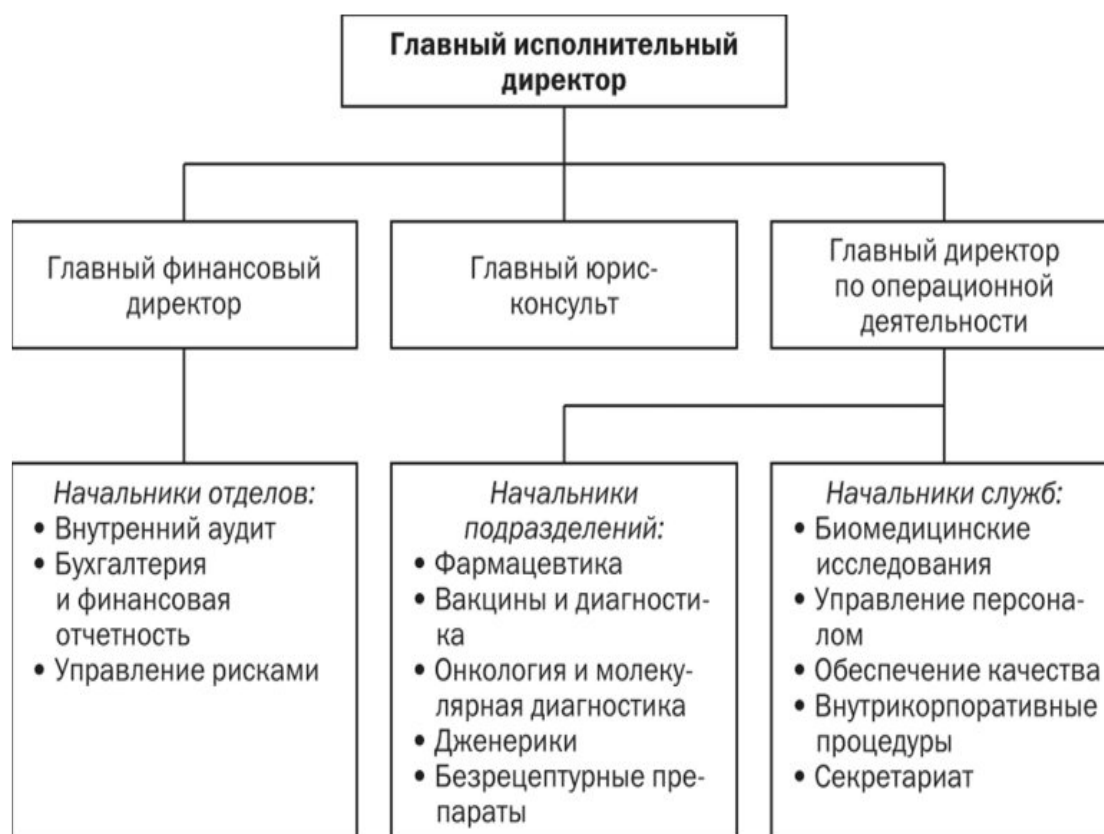 Главный исполнительный
директор
Главный финансовый
директор
Главный юрис-
консульт
Главный директор
по операционной
деятельности
Начальники отделов:
• Внутренний аудит
• Бухгалтерия
и финансовая
отчетность
• Управление рисками
Начальники
подразделений:
• Фармацевтика
• Вакцины и диагности-
ка
• Онкология и молеку-
лярная диагностика
• Дженерики
• Безрецептурные пре-
параты
Начальники служб:
• Биомедицинские
исследования
• Управление персона-
лом
• Обеспечение качества
• Внутрикорпоративные
процедуры
• Секретариат